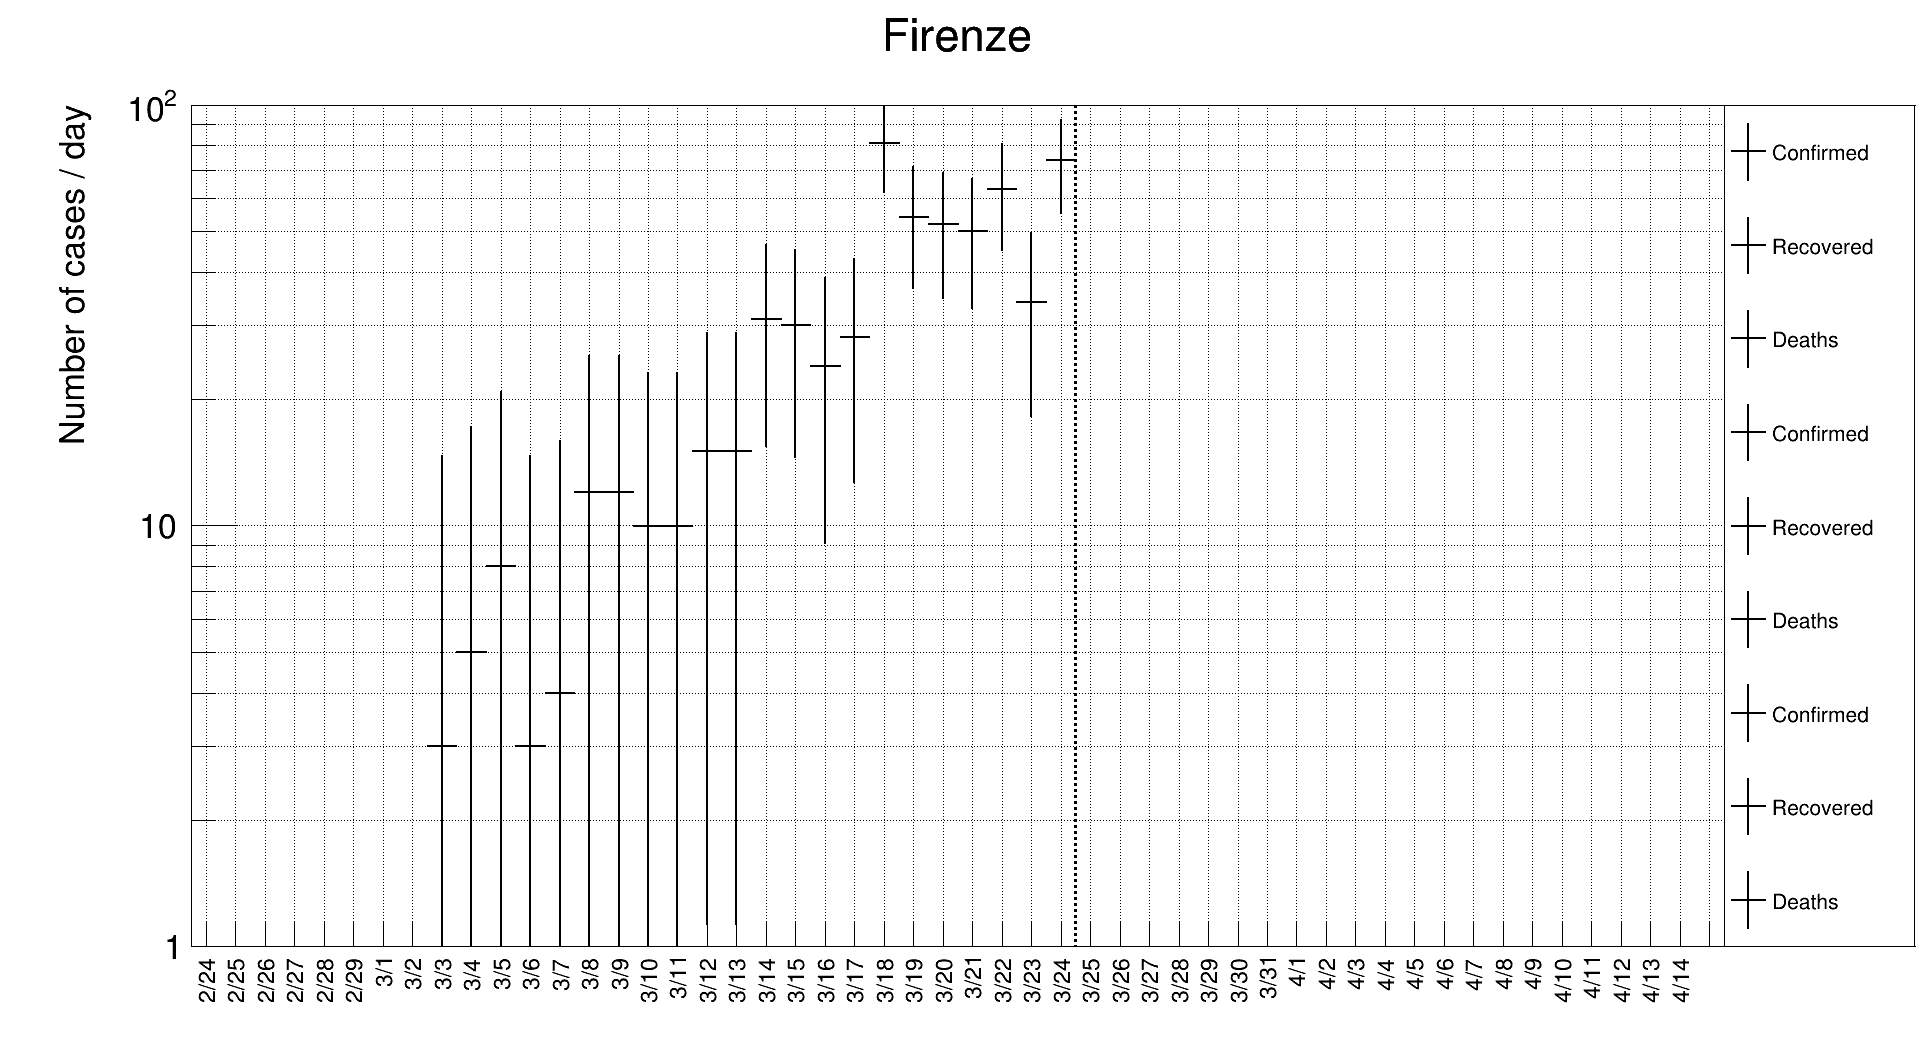 Firenze
Number of cases / day
10²
10
1
2/24 2/25 2/26 2/27 2/28 2/29 3/1 3/2 3/3 3/4 3/5 3/6 3/7 3/8 3/9 3/10 3/11 3/12 3/13 3/14 3/15 3/16 3/17 3/18 3/19 3/20 3/21 3/22 3/23 3/24 3/25 3/26 3/27 3/28 3/29 3/30 3/31 4/1 4/2 4/3 4/4 4/5 4/6 4/7 4/8 4/9 4/10 4/11 4/12 4/13 4/14
Confirmed
Recovered
Deaths
Confirmed
Recovered
Deaths
Confirmed
Recovered
Deaths